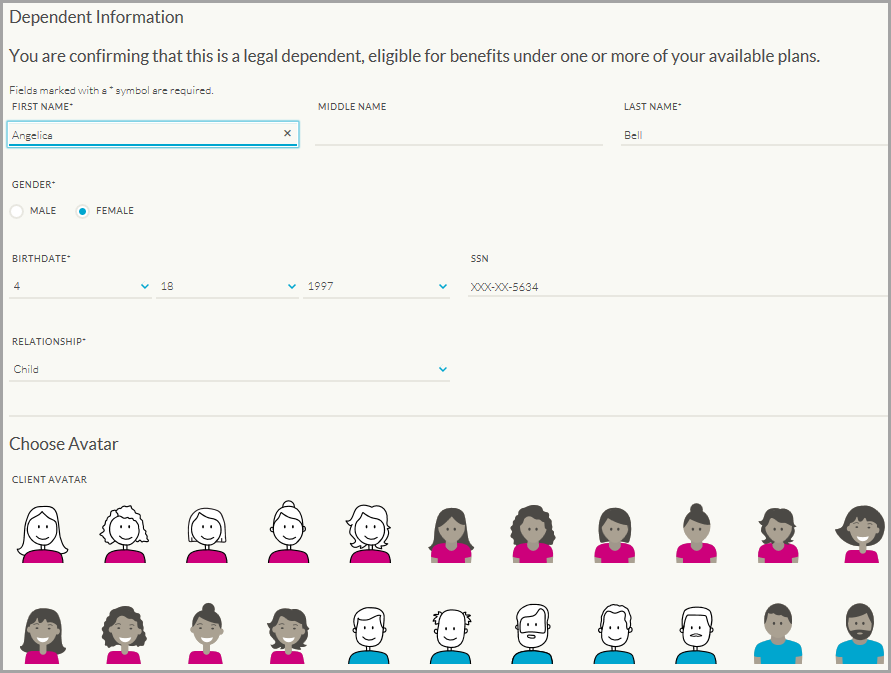 Dependent Information
You are confirming that this is a legal dependent, eligible for benefits under one or more of your available plans.
Fields marked with a * symbol are required.
FIRST NAME* MIDDLE NAME LAST NAME*
Angelica × Bell
GENDER*
MALE FEMALE
BIRTHDATE* SSN
4 18 1997 XXX-XX-5634
RELATIONSHIP*
Child
Choose Avatar
CLIENT AVATAR